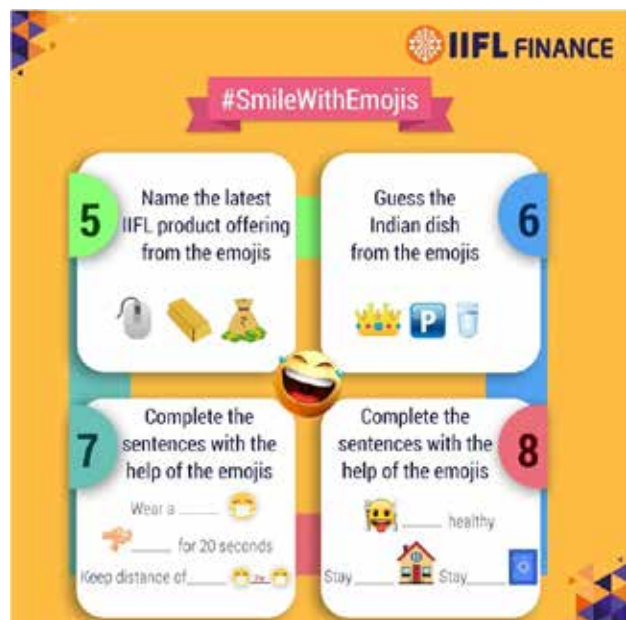 IIFL FINANCE
#SmileWithEmojis
5
Name the latest
IIFL product offering
from the emojis
6
Guess the
Indian dish
from the emojis
P
7
Complete the
sentences with the
help of the emojis
Wear a ______
______ for 20 seconds
Keep distance of______
8
Complete the
sentences with the
help of the emojis
______ healthy
Stay______ Stay______